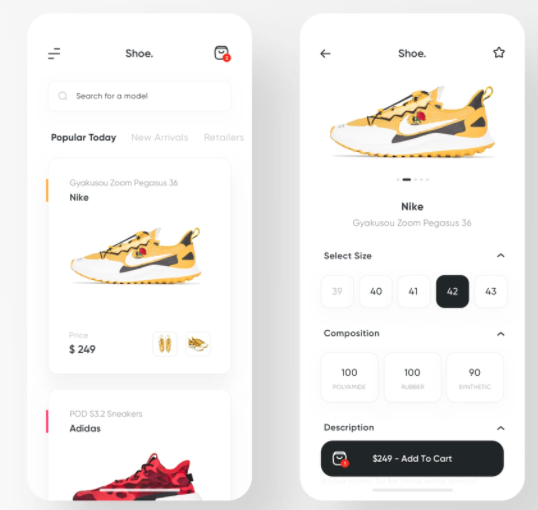 Shoe.
Search for a model
Popular Today New Arrivals Retailers
Gyakusou Zoom Pegasus 36
Nike
Price
$ 249
POD S3.2 Sneakers
Adidas
Shoe.
Nike
Gyakusou Zoom Pegasus 36
Select Size
39 40 41 42 43
Composition
100 100 90
POLYAMIDE RUBBER SYNTHETIC
Description
$249 - Add To Cart